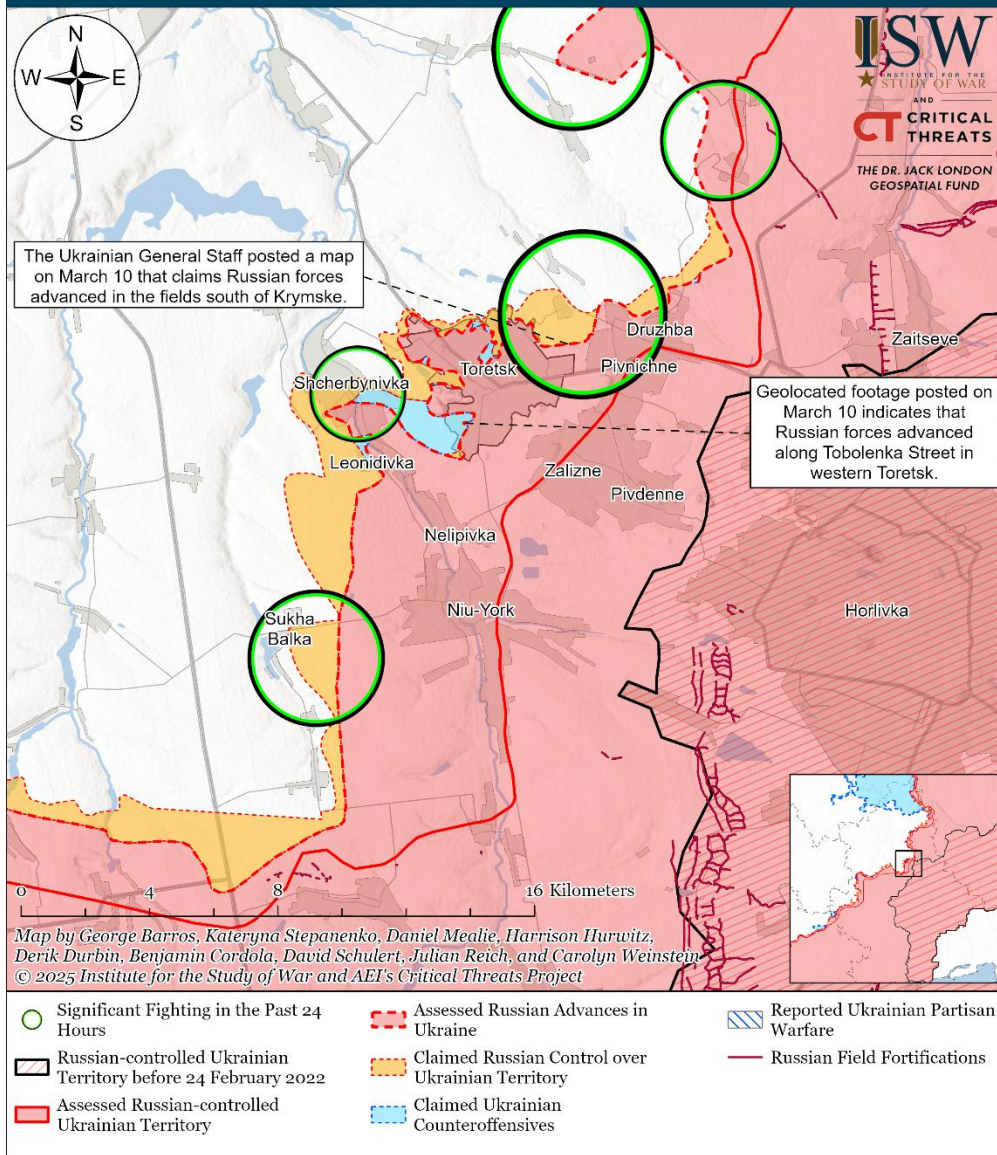 N
W E
S
ISW
INSTITUTE FOR THE
STUDY OF WAR
AND
CT CRITICAL
THREATS
THE DR. JACK LONDON
GEOSPATIAL FUND
The Ukrainian General Staff posted a map
on March 10 that claims Russian forces
advanced in the fields south of Krymske.
Druzhba
Zaitseve
Pivnichne
Toretsk
Shcherbynivka
Geolocated footage posted on
March 10 indicates that
Russian forces advanced
along Tobolenka Street in
western Toretsk.
Leonidivka
Zalizne
Pivdenne
Nelipivka
Niu-York
Horlivka
Sukha
Balka
0 4 8 16 Kilometers
Map by George Barros, Kateryna Stepanenko, Daniel Mealie, Harrison Hurwitz,
Derik Durbin, Benjamin Cordola, David Schulert, Julian Reich, and Carolyn Weinstein
© 2025 Institute for the Study of War and AEI's Critical Threats Project
Significant Fighting in the Past 24
Hours
Russian-controlled Ukrainian
Territory before 24 February 2022
Assessed Russian-controlled
Ukrainian Territory
Assessed Russian Advances in
Ukraine
Claimed Russian Control over
Ukrainian Territory
Claimed Ukrainian
Counteroffensives
Reported Ukrainian Partisan
Warfare
Russian Field Fortifications